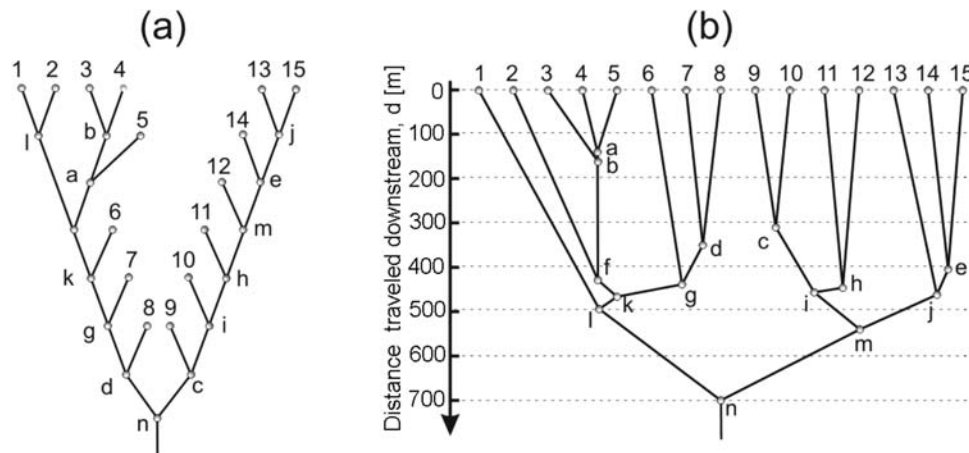 (a)
(b)
1 2 3 4 13 15
5
14
l b j
12
a e
6 11
m
7 10
k h
8 9
g i
d c
n
1 2 3 4 5 6 7 8 9 10 11 12 13 14 15
Distance traveled downstream, d [m]
0
100
a
b
200
300
c
d
400
f
g
h
e
k
i
j
500
l
m
600
700
n